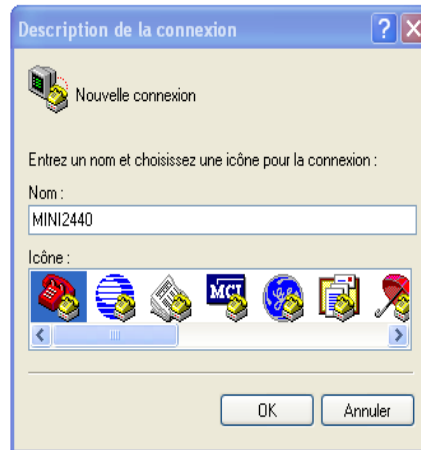 Description de la connexion
Nouvelle connexion
Entrez un nom et choisissez une icône pour la connexion :
Nom :
MINI2440
Icône :
MCI
OK
Annuler